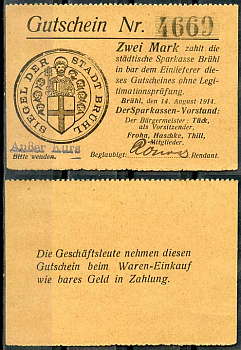 Gutschein Nr. 4669
Zwei Mark zahlt die
städtische Sparkasse Brühl
in bar dem Einlieferer die-
ses Gutscheines ohne Legi-
timationsprüfung.
Brühl, den 14. August 1914.
Der Sparkassen-Vorstand:
Der Bürgermeister: Tück,
als Vorsitzender,
Frohn, Haschke, Thill,
Mitglieder.
Beglaubigt: Rendant.
SIEGEL DER STADT BRÜHL
Außer Kurs
Bitte wenden.
Die Geschäftsleute nehmen diesen
Gutschein beim Waren-Einkauf
wie bares Geld in Zahlung.